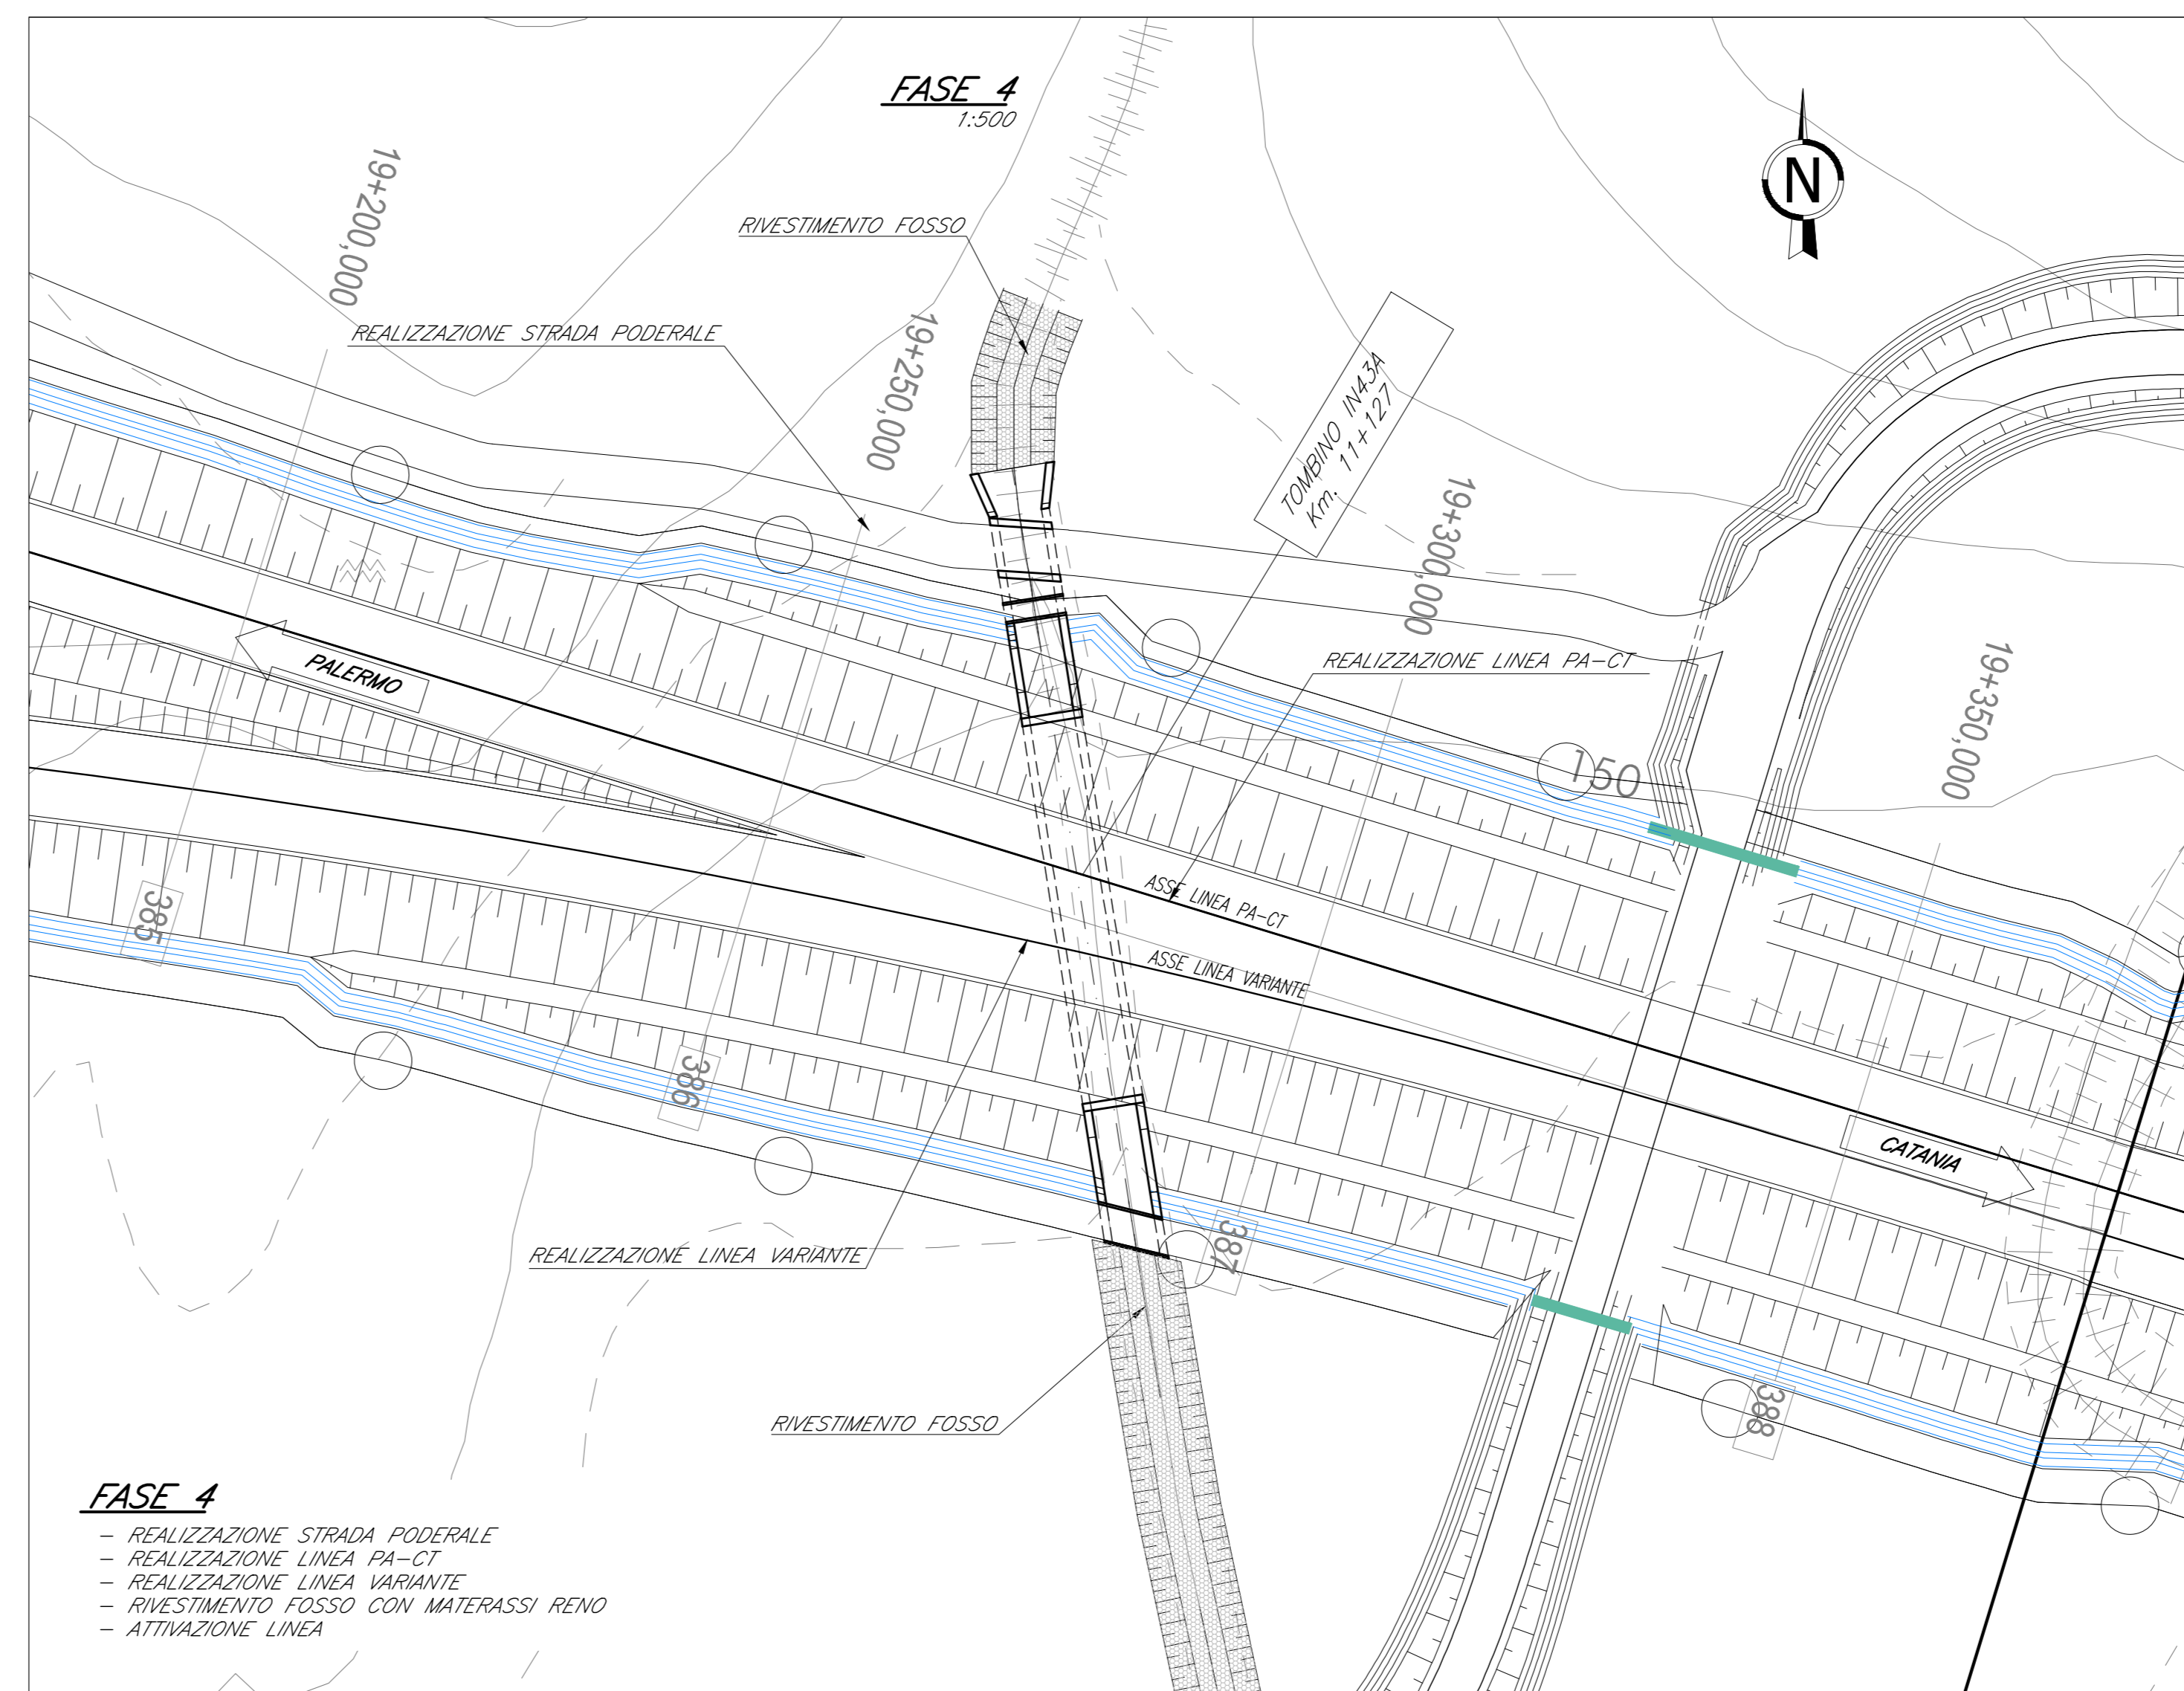 FASE 4
1:500
N
19+200,000
RIVESTIMENTO FOSSO
REALIZZAZIONE STRADA PODERALE
19+250,000
TOMBINO IN43A
Km. 11+127
19+300,000
REALIZZAZIONE LINEA PA-CT
19+350,000
PALERMO
150
ASSE LINEA PA-CT
385
ASSE LINEA VARIANTE
386
CATANIA
387
REALIZZAZIONE LINEA VARIANTE
388
RIVESTIMENTO FOSSO
FASE 4
- REALIZZAZIONE STRADA PODERALE
- REALIZZAZIONE LINEA PA-CT
- REALIZZAZIONE LINEA VARIANTE
- RIVESTIMENTO FOSSO CON MATERASSI RENO
- ATTIVAZIONE LINEA